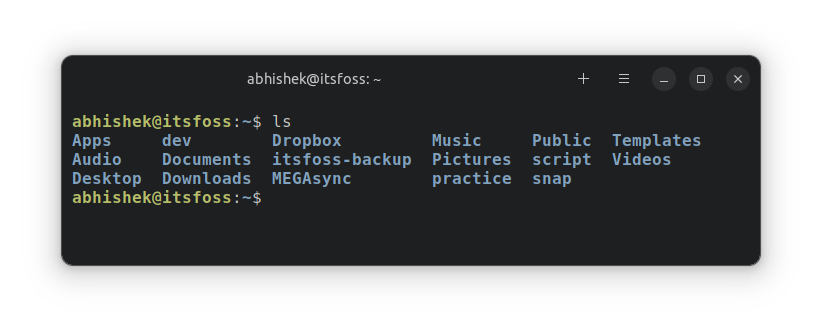 abhishek@itsfoss: ~
abhishek@itsfoss:~$ ls
Apps dev Dropbox Music Public Templates
Audio Documents itsfoss-backup Pictures script Videos
Desktop Downloads MEGAsync practice snap
abhishek@itsfoss:~$